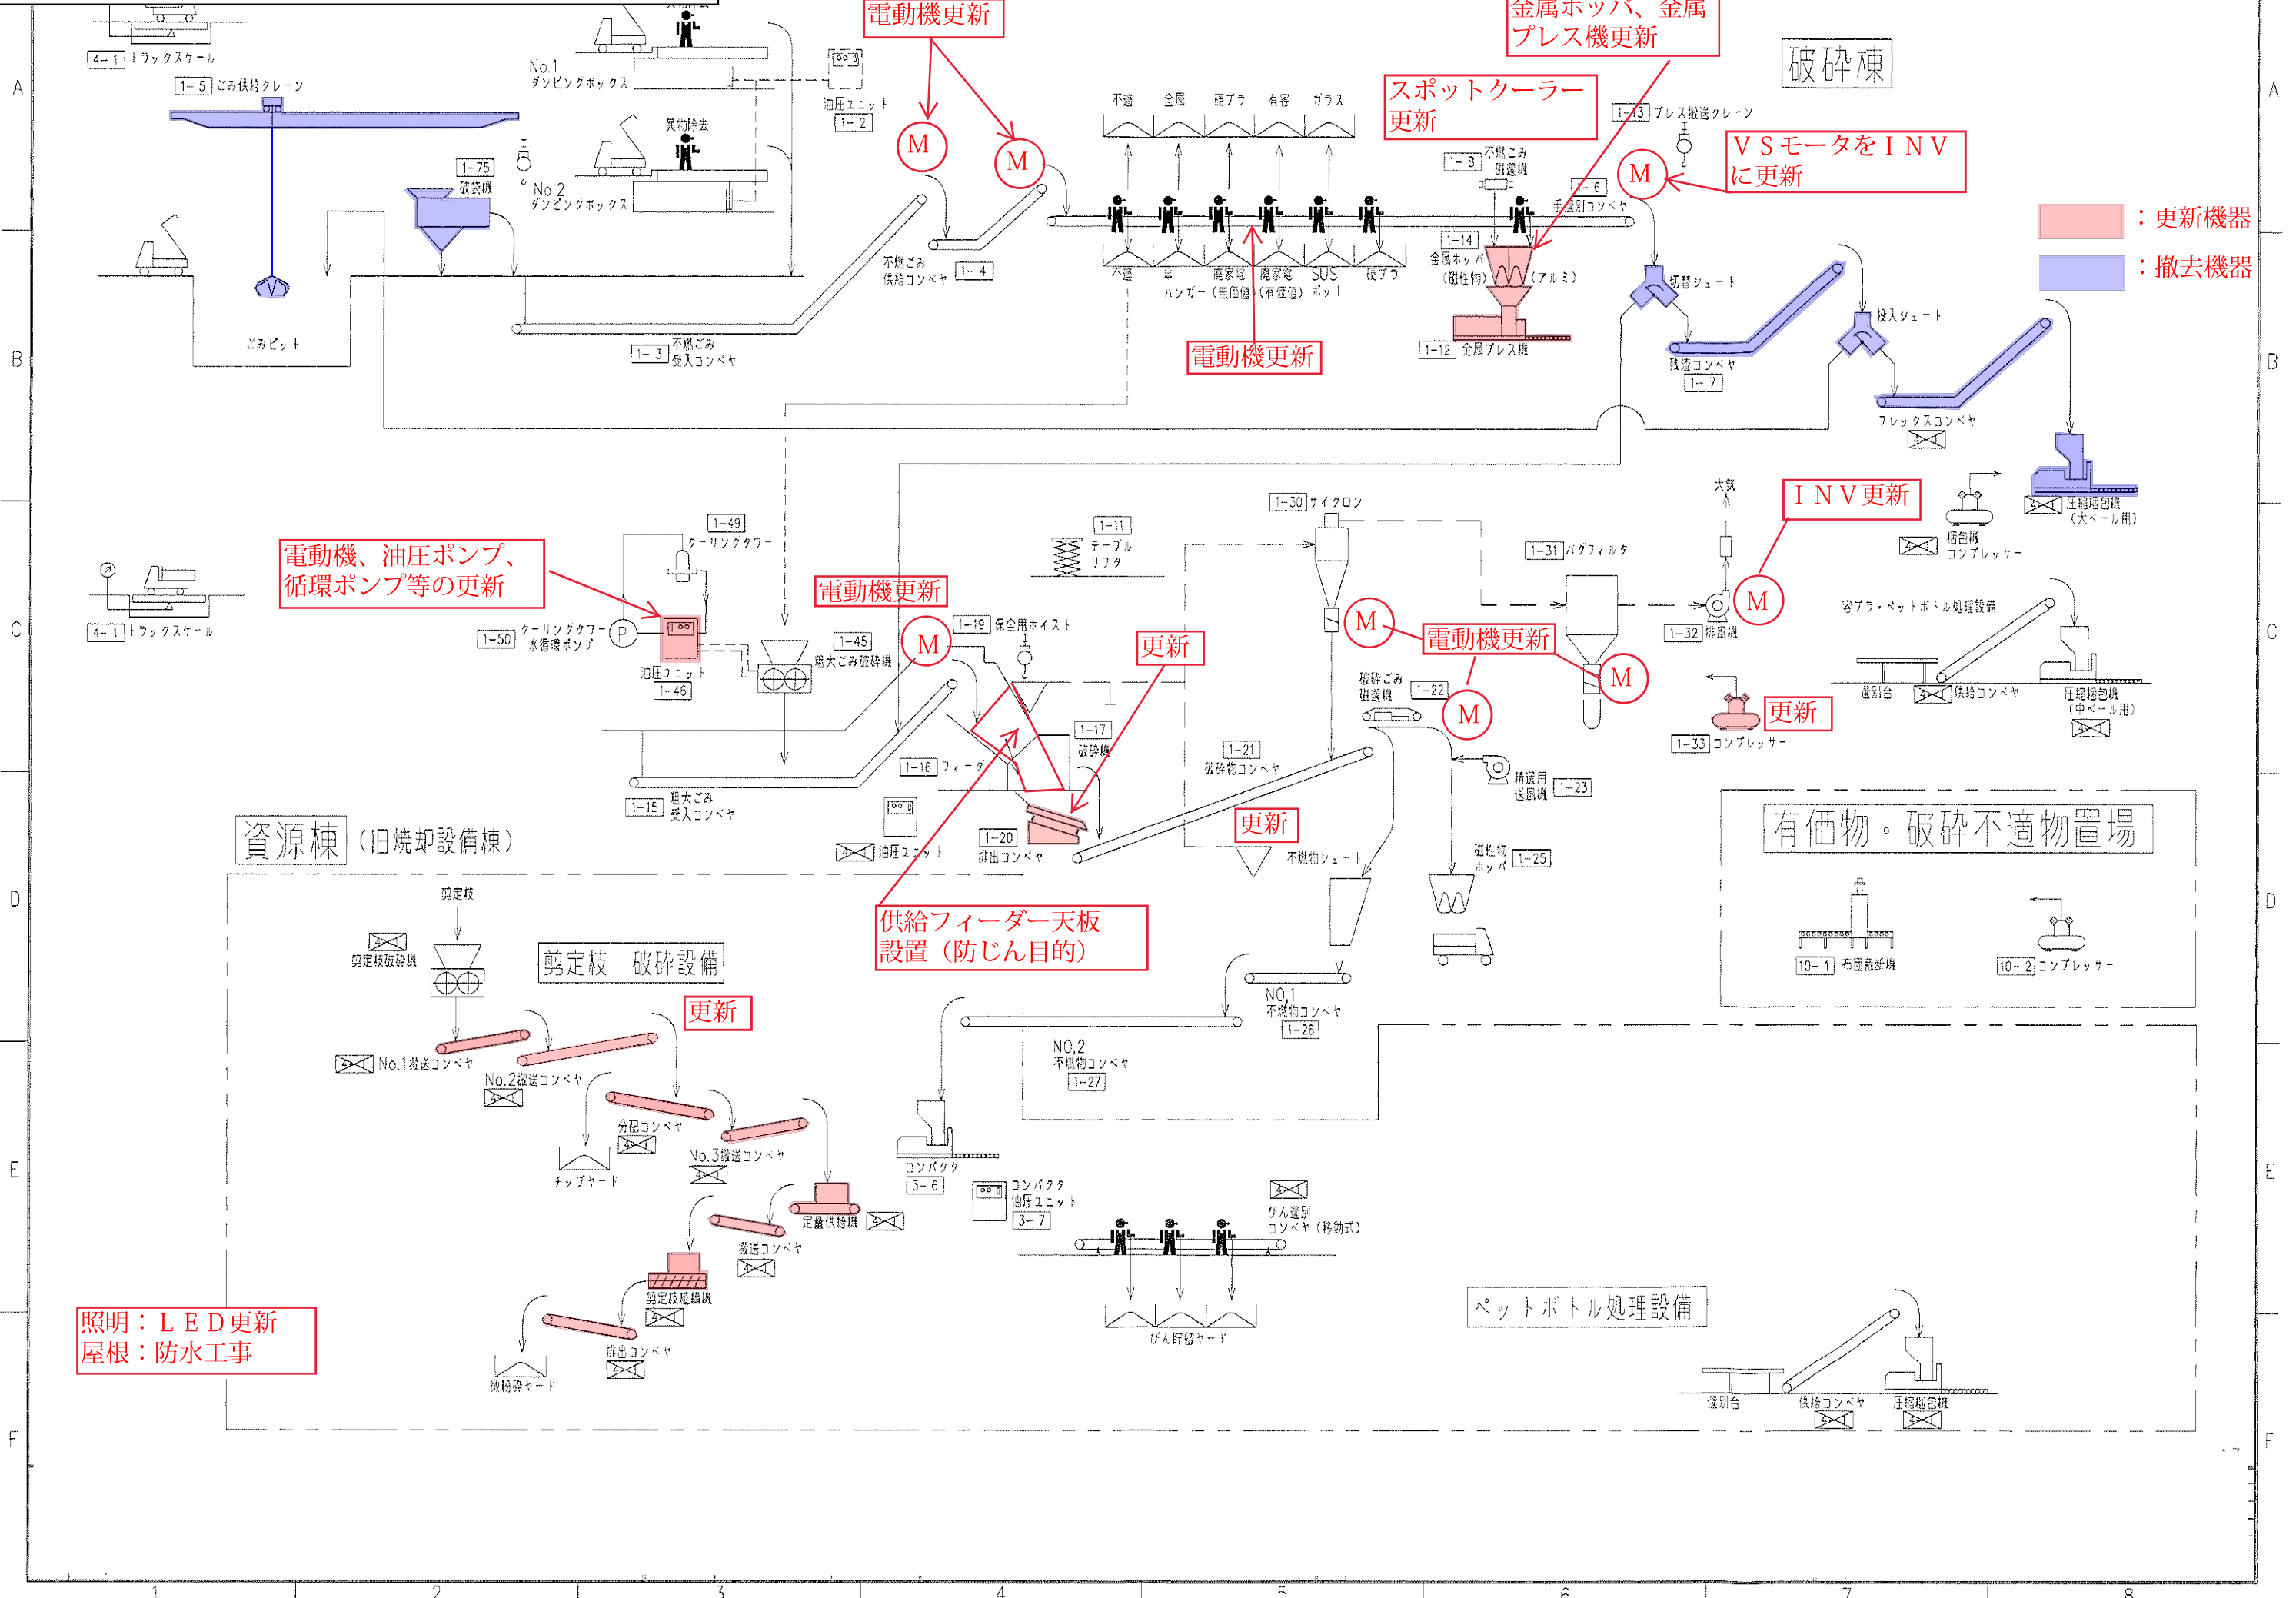 電動機更新
金属ホッパ、金属
プレス機更新
破砕棟
A
A
4-1 トラックスケール
1-5 ごみ供給クレーン
No.1
ダンピングボックス
油圧ユニット
1-2
異物除去
No.2
ダンピングボックス
1-75
破袋機
M
M
不適 金属 硬プラ 有害 ガラス
スポットクーラー
更新
1-8 不燃ごみ
磁選機
1-13 プレス搬送クレーン
M
ＶＳモータをＩＮＶ
に更新
1-6
手選別コンベヤ
：更新機器
：撤去機器
不燃ごみ
供給コンベヤ 1-4
不適 傘 廃家電 廃家電 SUS 硬プラ
ハンガー (無価値) (有価値) ポット
1-14
金属ホッパ
(磁性物) (アルミ)
切替シュート
投入シュート
ごみピット
1-3 不燃ごみ
受入コンベヤ
電動機更新
1-12 金属プレス機
残渣コンベヤ
1-7
B
B
フレックスコンベヤ
圧縮梱包機
(大ベール用)
梱包機
コンプレッサー
1-49
クーリングタワー
1-11
テーブル
リフタ
1-30 サイクロン
1-31 バグフィルタ
大気
ＩＮＶ更新
M
1-32 排風機
電動機、油圧ポンプ、
循環ポンプ等の更新
4-1 トラックスケール
C
C
1-50 クーリングタワー
水循環ポンプ
P
油圧ユニット
1-46
1-45
粗大ごみ破砕機
電動機更新
M
1-19 保全用ホイスト
更新
M
電動機更新
M
破砕ごみ
磁選機 1-22
M
容プラ・ペットボトル処理設備
選別台
供給コンベヤ
圧縮梱包機
(中ベール用)
更新
1-33 コンプレッサー
1-16 フィーダ
1-17
破砕機
1-21
破砕物コンベヤ
1-15 粗大ごみ
受入コンベヤ
精選用
送風機 1-23
油圧ユニット
1-20
排出コンベヤ
更新
不燃物シュート
磁性物
ホッパ 1-25
資源棟 (旧焼却設備棟)
有価物・破砕不適物置場
D
D
剪定枝
剪定枝破砕機
剪定枝 破砕設備
供給フィーダー天板
設置（防じん目的）
10-1 布団裁断機
10-2 コンプレッサー
更新
NO,1
不燃物コンベヤ
1-26
NO,2
不燃物コンベヤ
1-27
No.1搬送コンベヤ
No.2搬送コンベヤ
分配コンベヤ
No.3搬送コンベヤ
チップヤード
E
E
コンパクタ
3-6
コンパクタ
油圧ユニット
3-7
びん選別
コンベヤ (移動式)
定量供給機
搬送コンベヤ
びん貯留ヤード
照明：ＬＥＤ更新
屋根：防水工事
排出コンベヤ
微粉砕ヤード
ペットボトル処理設備
選別台
供給コンベヤ
圧縮梱包機
F
F
1 2 3 4 5 6 7 8